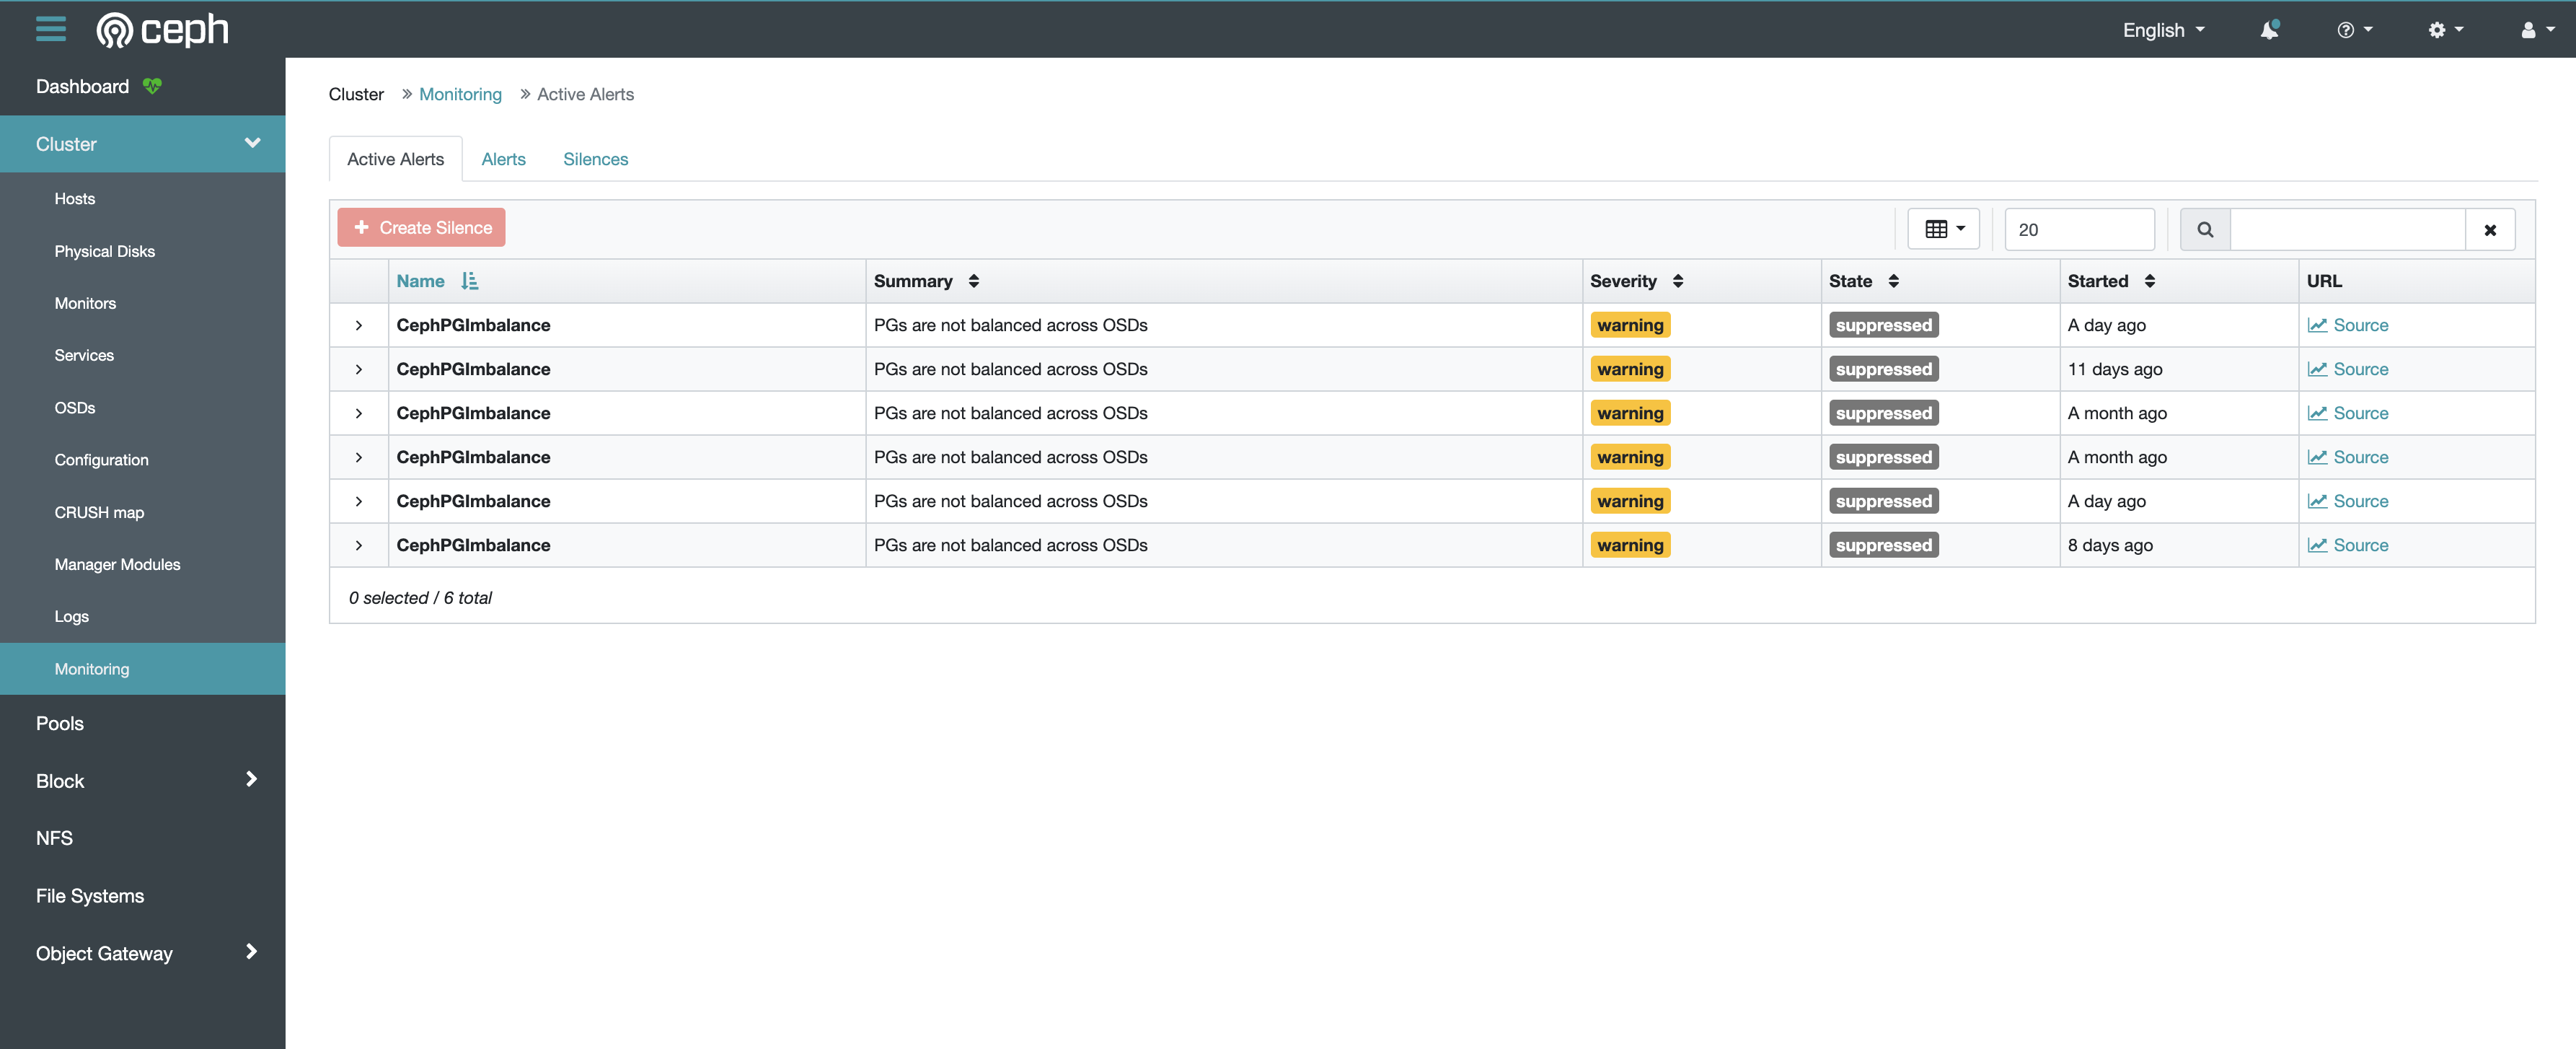 ceph
English
Dashboard
Cluster
Hosts
Physical Disks
Monitors
Services
OSDs
Configuration
CRUSH map
Manager Modules
Logs
Monitoring
Pools
Block
NFS
File Systems
Object Gateway
Cluster » Monitoring » Active Alerts
Active Alerts Alerts Silences
+ Create Silence 20
Name Summary Severity State Started URL
CephPGImbalance PGs are not balanced across OSDs warning suppressed A day ago Source
CephPGImbalance PGs are not balanced across OSDs warning suppressed 11 days ago Source
CephPGImbalance PGs are not balanced across OSDs warning suppressed A month ago Source
CephPGImbalance PGs are not balanced across OSDs warning suppressed A month ago Source
CephPGImbalance PGs are not balanced across OSDs warning suppressed A day ago Source
CephPGImbalance PGs are not balanced across OSDs warning suppressed 8 days ago Source
0 selected / 6 total